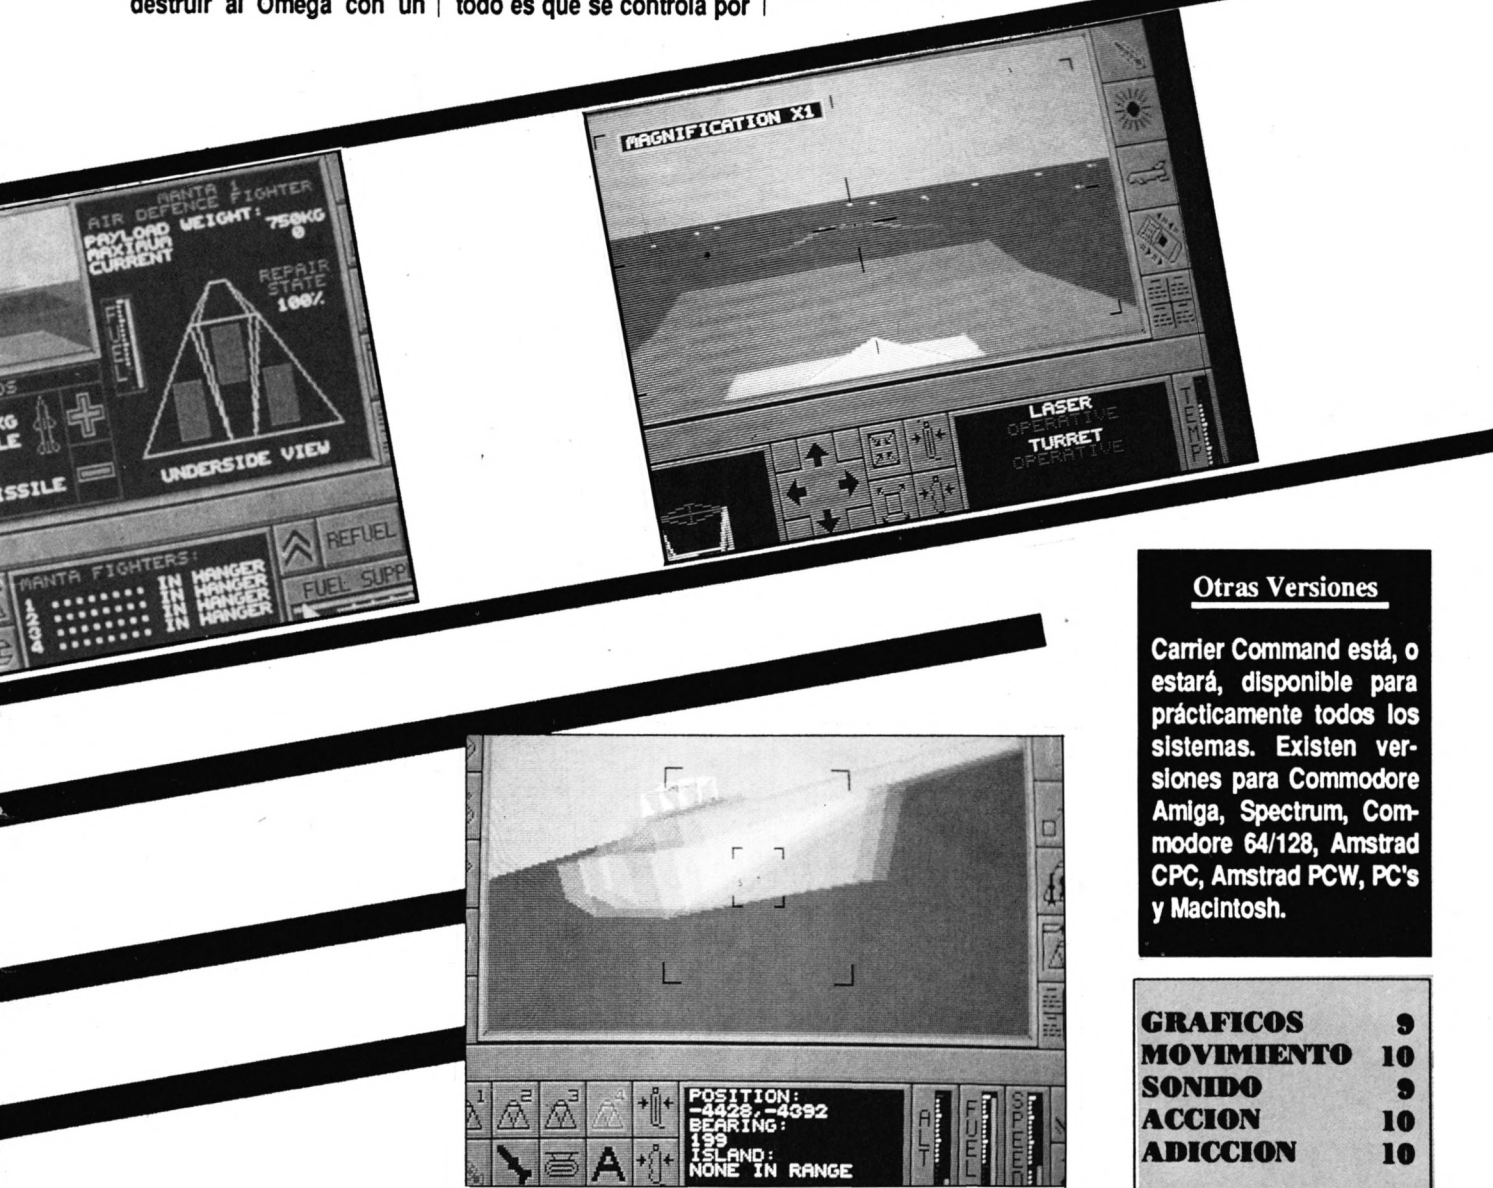 destruir al Omega con un
todo es que se controla por
MAGNIFICATION X1
MANTA 1
AIR DEFENCE FIGHTER
PAYLOAD WEIGHT:
MAXIMUM 750KG
CURRENT 0
REPAIR
STATE
100%
FUEL
UNDERSIDE VIEW
MANTA FIGHTERS:
1 ........ IN HANGER
2 ........ IN HANGER
3 ........ IN HANGER
4 ........ IN HANGER
REFUEL
FUEL SUPP
LASER
OPERATIVE
TURRET
OPERATIVE
TEMP
Otras Versiones
Carrier Command está, o
estará, disponible para
prácticamente todos los
sistemas. Existen ver-
siones para Commodore
Amiga, Spectrum, Com-
modore 64/128, Amstrad
CPC, Amstrad PCW, PC's
y Macintosh.
1 2 3 4
A
POSITION:
-4428,-4392
BEARING:
199
ISLAND:
NONE IN RANGE
ALT
FUEL
SPEED
GRAFICOS 9
MOVIMIENTO 10
SONIDO 9
ACCION 10
ADICCION 10